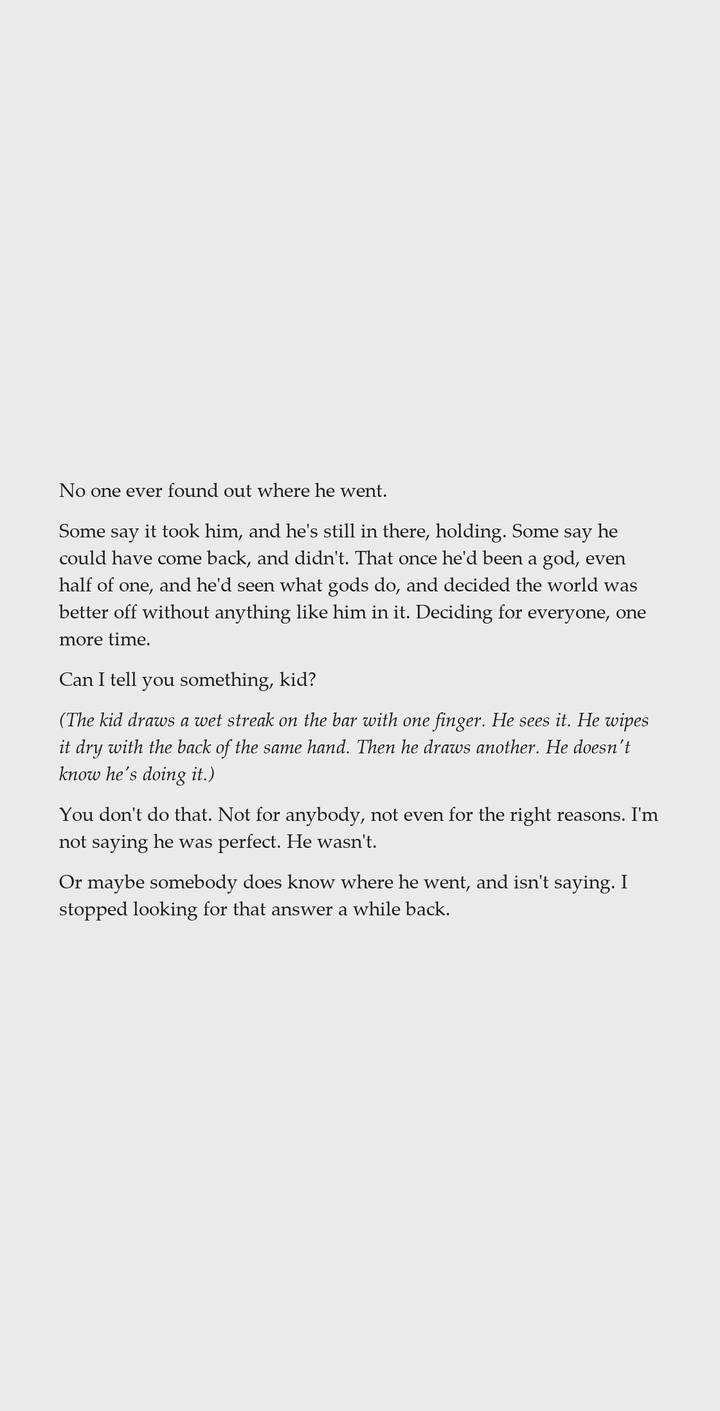 No one ever found out where he went.
Some say it took him, and he's still in there, holding. Some say he
could have come back, and didn't. That once he'd been a god, even
half of one, and he'd seen what gods do, and decided the world was
better off without anything like him in it. Deciding for everyone, one
more time.
Can I tell you something, kid?
(The kid draws a wet streak on the bar with one finger. He sees it. He wipes
it dry with the back of the same hand. Then he draws another. He doesn't
know he's doing it.)
You don't do that. Not for anybody, not even for the right reasons. I'm
not saying he was perfect. He wasn't.
Or maybe somebody does know where he went, and isn't saying. I
stopped looking for that answer a while back.